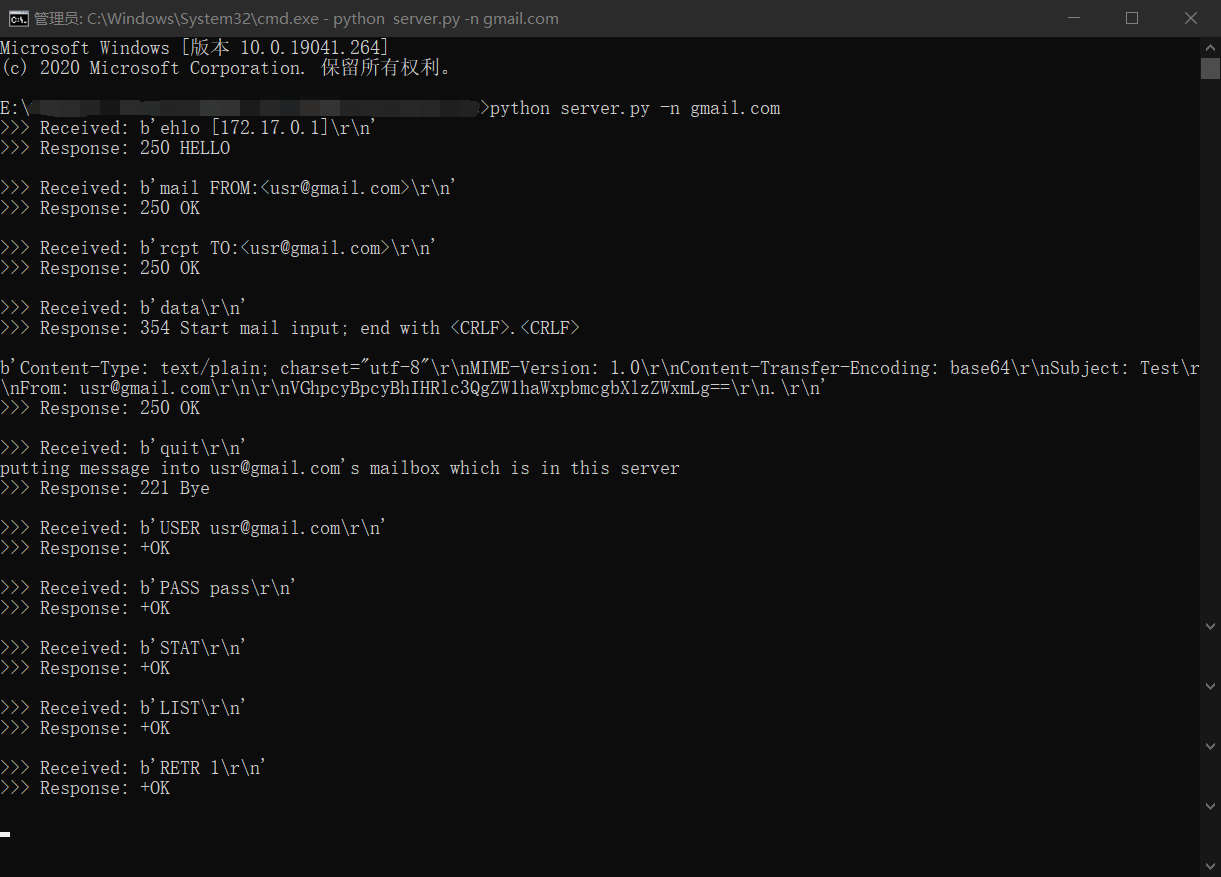 管理员: C:\Windows\System32\cmd.exe - python  server.py -n gmail.com
Microsoft Windows [版本 10.0.19041.264]
(c) 2020 Microsoft Corporation. 保留所有权利。
E:\>python server.py -n gmail.com
>>> Received: b'ehlo [172.17.0.1]\r\n'
>>> Response: 250 HELLO
>>> Received: b'mail FROM:<usr@gmail.com>\r\n'
>>> Response: 250 OK
>>> Received: b'rcpt TO:<usr@gmail.com>\r\n'
>>> Response: 250 OK
>>> Received: b'data\r\n'
>>> Response: 354 Start mail input; end with <CRLF>.<CRLF>
b'Content-Type: text/plain; charset="utf-8"\r\nMIME-Version: 1.0\r\nContent-Transfer-Encoding: base64\r\nSubject: Test\r
\nFrom: usr@gmail.com\r\n\r\nVGhpcyBpcyBhIHRlc3QgZW1haWxpbmcgbXlzZWxmLg==\r\n.\r\n'
>>> Response: 250 OK
>>> Received: b'quit\r\n'
putting message into usr@gmail.com's mailbox which is in this server
>>> Response: 221 Bye
>>> Received: b'USER usr@gmail.com\r\n'
>>> Response: +OK
>>> Received: b'PASS pass\r\n'
>>> Response: +OK
>>> Received: b'STAT\r\n'
>>> Response: +OK
>>> Received: b'LIST\r\n'
>>> Response: +OK
>>> Received: b'RETR 1\r\n'
>>> Response: +OK